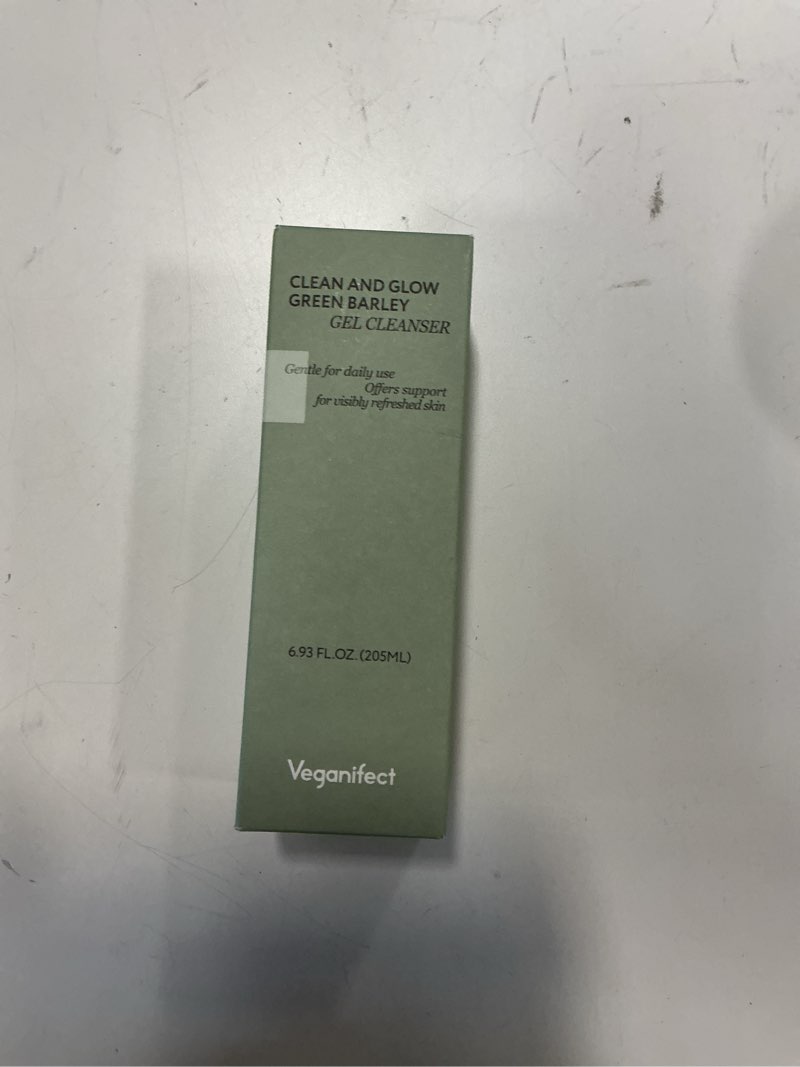 CLEAN AND GLOW
GREEN BARLEY
GEL CLEANSER
Gentle for daily use
Offers support
for visibly refreshed skin
6.93 FL.OZ.(205ML)
Veganifect